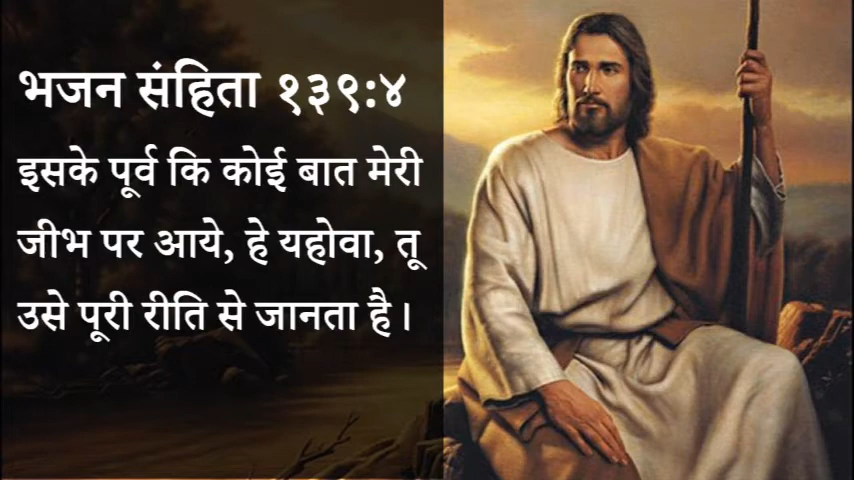 भजन संहिता १३९:४
इसके पूर्व कि कोई बात मेरी
जीभ पर आये, हे यहोवा, तू
उसे पूरी रीति से जानता है।